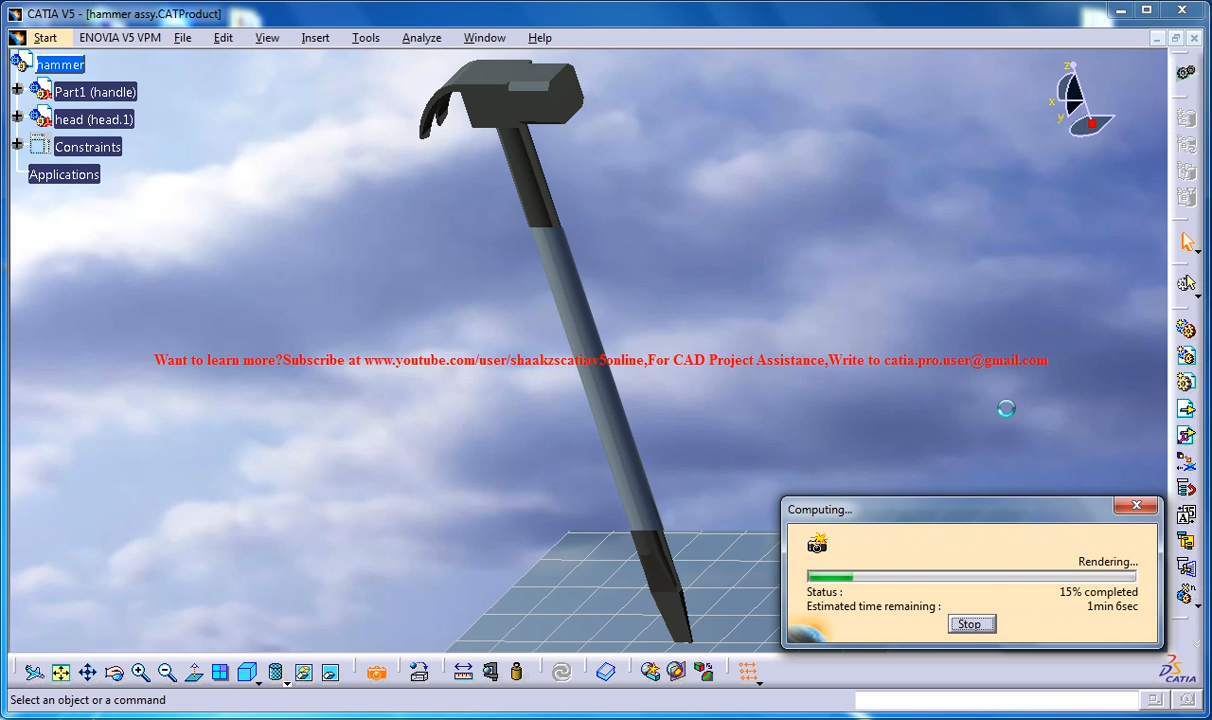 CATIA V5 - [hammer assy.CATProduct]
Start ENOVIA V5 VPM File Edit View Insert Tools Analyze Window Help
hammer
Part1 (handle)
head (head.1)
Constraints
Applications
z
x
y
Want to learn more?Subscribe at www.youtube.com/user/shaakzscatiav5online,For CAD Project Assistance,Write to catia.pro.user@gmail.com
Computing...
Rendering...
Status : 15% completed
Estimated time remaining : 1min 6sec
Stop
CATIA
Select an object or a command